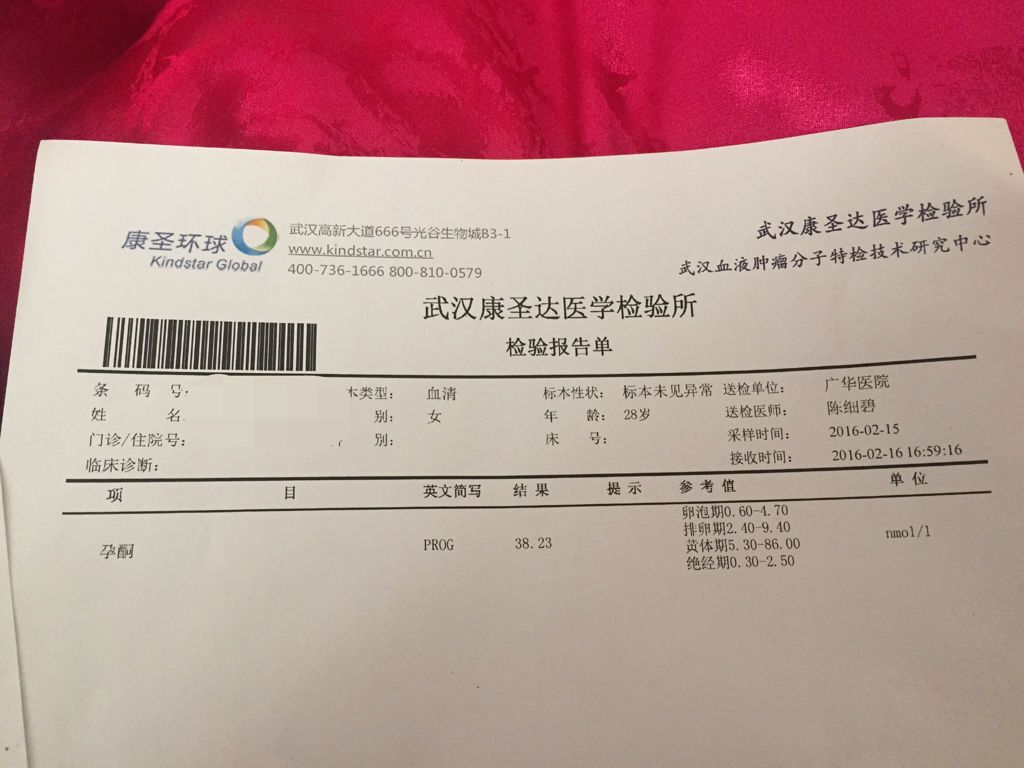 康圣环球
Kindstar Global
武汉高新大道666号光谷生物城B3-1
www.kindstar.com.cn
400-736-1666 800-810-0579
武汉康圣达医学检验所
武汉血液肿瘤分子特检技术研究中心
武汉康圣达医学检验所
检验报告单
条 码 号: 本类型: 血清 标本性状: 标本未见异常 送检单位: 广华医院
姓 名 别: 女 年 龄: 28岁 送检医师: 陈细碧
门诊/住院号: 别: 床 号: 采样时间: 2016-02-15
临床诊断: 接收时间: 2016-02-16 16:59:16
项 目 英文简写 结 果 提 示 参 考 值 单 位
卵泡期0.60-4.70
排卵期2.40-9.40
孕酮 PROG 38.23 黄体期5.30-86.00 nmol/l
绝经期0.30-2.50